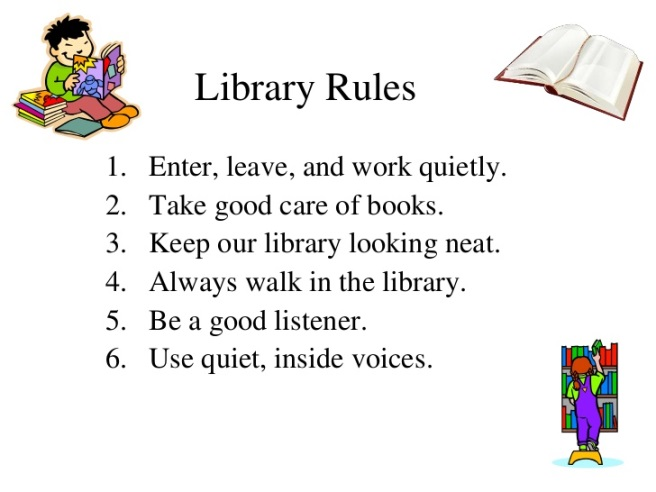 Library Rules
1. Enter, leave, and work quietly.
2. Take good care of books.
3. Keep our library looking neat.
4. Always walk in the library.
5. Be a good listener.
6. Use quiet, inside voices.